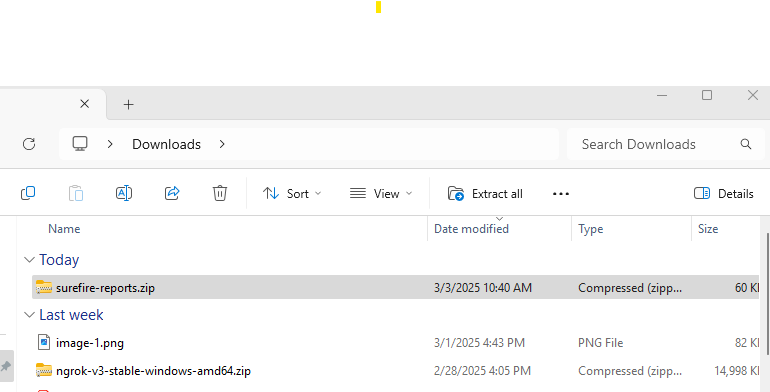 Downloads
Search Downloads
Sort
View
Extract all
Details
Name
Date modified
Type
Size
Today
surefire-reports.zip 3/3/2025 10:40 AM Compressed (zipp... 60 K
Last week
image-1.png 3/1/2025 4:43 PM PNG File 82 K
ngrok-v3-stable-windows-amd64.zip 2/28/2025 4:05 PM Compressed (zipp... 14,998 K